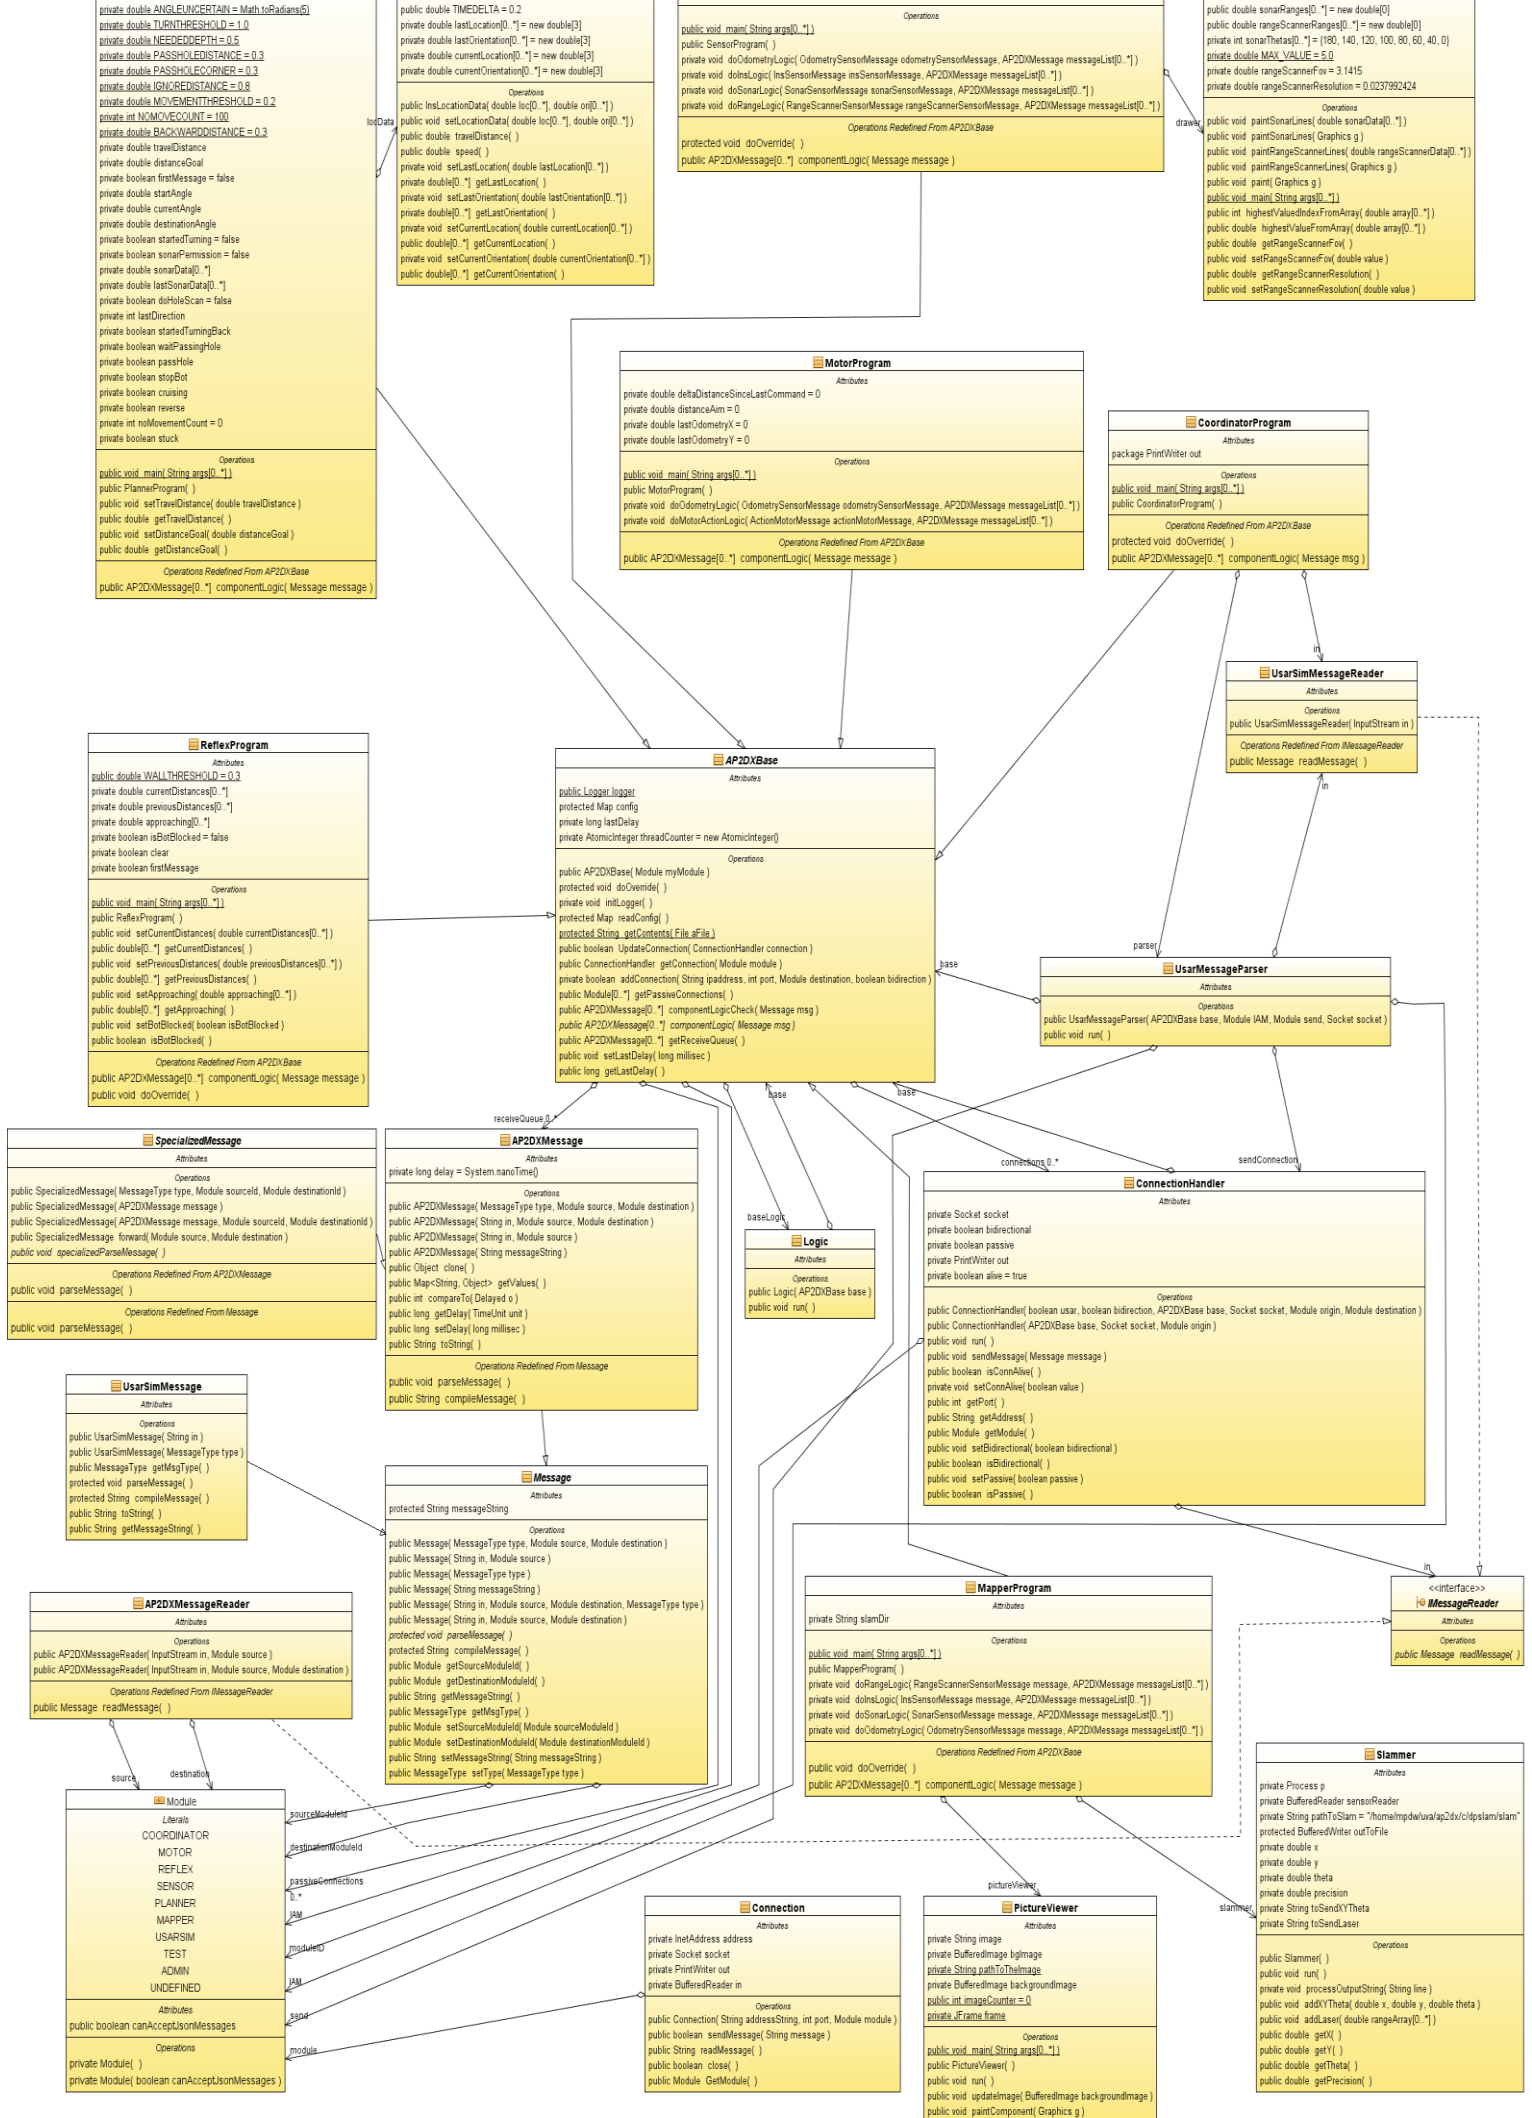 private double ANGLEUNCERTAIN = Math.toRadians(5)
private double TURNTHRESHOLD = 1.0
private double NEEDEDDEPTH = 0.5
private double PASSHOLEDISTANCE = 0.3
private double PASSHOLECORNER = 0.3
private double IGNOREDISTANCE = 0.8
private double MOVEMENTTHRESHOLD = 0.2
private int NOMOVECOUNT = 100
private double BACKWARDDISTANCE = 0.3
private double travelDistance
private double distanceGoal
private boolean firstMessage = false
private double startAngle
private double currentAngle
private double destinationAngle
private boolean startedTurning = false
private boolean sonarPermission = false
private double sonarData[0..*]
private double lastSonarData[0..*]
private boolean doHoleScan = false
private int lastDirection
private boolean startedTurningBack
private boolean waitPassingHole
private boolean passHole
private boolean stopBot
private boolean cruising
private boolean reverse
private int noMovementCount = 0
private boolean stuck
Operations
public void main( String args[0..*] )
public PlannerProgram( )
public void setTravelDistance( double travelDistance )
public double getTravelDistance( )
public void setDistanceGoal( double distanceGoal )
public double getDistanceGoal( )
Operations Redefined From AP2DXBase
public AP2DXMessage[0..*] componentLogic( Message message )
locData
public double TIMEDELTA = 0.2
private double lastLocation[0..*] = new double[3]
private double lastOrientation[0..*] = new double[3]
private double currentLocation[0..*] = new double[3]
private double currentOrientation[0..*] = new double[3]
Operations
public InsLocationData( double loc[0..*], double ori[0..*] )
public void setLocationData( double loc[0..*], double ori[0..*] )
public double travelDistance( )
public double speed( )
private void setLastLocation( double lastLocation[0..*] )
private double[0..*] getLastLocation( )
private void setLastOrientation( double lastOrientation[0..*] )
private double[0..*] getLastOrientation( )
private void setCurrentLocation( double currentLocation[0..*] )
public double[0..*] getCurrentLocation( )
private void setCurrentOrientation( double currentOrientation[0..*] )
public double[0..*] getCurrentOrientation( )
Operations
public void main( String args[0..*] )
public SensorProgram( )
private void doOdometryLogic( OdometrySensorMessage odometrySensorMessage, AP2DXMessage messageList[0..*] )
private void doInsLogic( InsSensorMessage insSensorMessage, AP2DXMessage messageList[0..*] )
private void doSonarLogic( SonarSensorMessage sonarSensorMessage, AP2DXMessage messageList[0..*] )
private void doRangeLogic( RangeScannerSensorMessage rangeScannerSensorMessage, AP2DXMessage messageList[0..*] )
Operations Redefined From AP2DXBase
protected void doOverride( )
public AP2DXMessage[0..*] componentLogic( Message message )
drawer
public double sonarRanges[0..*] = new double[0]
public double rangeScannerRanges[0..*] = new double[0]
private int sonarThetas[0..*] = {180, 140, 120, 100, 80, 60, 40, 0}
private double MAX_VALUE = 5.0
private double rangeScannerFov = 3.1415
private double rangeScannerResolution = 0.0237992424
Operations
public void paintSonarLines( double sonarData[0..*] )
public void paintSonarLines( Graphics g )
public void paintRangeScannerLines( double rangeScannerData[0..*] )
public void paintRangeScannerLines( Graphics g )
public void paint( Graphics g )
public void main( String args[0..*] )
public int highestValuedIndexFromArray( double array[0..*] )
public double highestValueFromArray( double array[0..*] )
public double getRangeScannerFov( )
public void setRangeScannerFov( double value )
public double getRangeScannerResolution( )
public void setRangeScannerResolution( double value )
MotorProgram
Attributes
private double deltaDistanceSinceLastCommand = 0
private double distanceAim = 0
private double lastOdometryX = 0
private double lastOdometryY = 0
Operations
public void main( String args[0..*] )
public MotorProgram( )
private void doOdometryLogic( OdometrySensorMessage odometrySensorMessage, AP2DXMessage messageList[0..*] )
private void doMotorActionLogic( ActionMotorMessage actionMotorMessage, AP2DXMessage messageList[0..*] )
Operations Redefined From AP2DXBase
public AP2DXMessage[0..*] componentLogic( Message message )
CoordinatorProgram
Attributes
package PrintWriter out
Operations
public void main( String args[0..*] )
public CoordinatorProgram( )
Operations Redefined From AP2DXBase
protected void doOverride( )
public AP2DXMessage[0..*] componentLogic( Message msg )
in
UsarSimMessageReader
Attributes
Operations
public UsarSimMessageReader( InputStream in )
Operations Redefined From IMessageReader
public Message readMessage( )
in
ReflexProgram
Attributes
public double WALLTHRESHOLD = 0.3
private double currentDistances[0..*]
private double previousDistances[0..*]
private double approaching[0..*]
private boolean isBotBlocked = false
private boolean clear
private boolean firstMessage
Operations
public void main( String args[0..*] )
public ReflexProgram( )
public void setCurrentDistances( double currentDistances[0..*] )
public double[0..*] getCurrentDistances( )
public void setPreviousDistances( double previousDistances[0..*] )
public double[0..*] getPreviousDistances( )
public void setApproaching( double approaching[0..*] )
public double[0..*] getApproaching( )
public void setBotBlocked( boolean isBotBlocked )
public boolean isBotBlocked( )
Operations Redefined From AP2DXBase
public AP2DXMessage[0..*] componentLogic( Message message )
public void doOverride( )
AP2DXBase
Attributes
public Logger logger
protected Map config
private long lastDelay
private AtomicInteger threadCounter = new AtomicInteger()
Operations
public AP2DXBase( Module myModule )
protected void doOverride( )
private void initLogger( )
protected Map readConfig( )
protected String getContents( File aFile )
public boolean UpdateConnection( ConnectionHandler connection )
public ConnectionHandler getConnection( Module module )
private boolean addConnection( String ipaddress, int port, Module destination, boolean bidirection )
public Module[0..*] getPassiveConnections( )
public AP2DXMessage[0..*] componentLogicCheck( Message msg )
public AP2DXMessage[0..*] componentLogic( Message msg )
public AP2DXMessage[0..*] getReceiveQueue( )
public void setLastDelay( long millisec )
public long getLastDelay( )
base
parser
UsarMessageParser
Attributes
Operations
public UsarMessageParser( AP2DXBase base, Module IAM, Module send, Socket socket )
public void run( )
receiveQueue 0..*
base
base
connections 0..*
sendConnection
SpecializedMessage
Attributes
Operations
public SpecializedMessage( MessageType type, Module sourceId, Module destinationId )
public SpecializedMessage( AP2DXMessage message )
public SpecializedMessage( AP2DXMessage message, Module sourceId, Module destinationId )
public SpecializedMessage forward( Module source, Module destination )
public void specializedParseMessage( )
Operations Redefined From AP2DXMessage
public void parseMessage( )
Operations Redefined From Message
public void parseMessage( )
AP2DXMessage
Attributes
private long delay = System.nanoTime()
Operations
public AP2DXMessage( MessageType type, Module source, Module destination )
public AP2DXMessage( String in, Module source, Module destination )
public AP2DXMessage( String in, Module source )
public AP2DXMessage( String messageString )
public Object clone( )
public Map<String, Object> getValues( )
public int compareTo( Delayed o )
public long getDelay( TimeUnit unit )
public long setDelay( long millisec )
public String toString( )
Operations Redefined From Message
public void parseMessage( )
public String compileMessage( )
baseLogic
Logic
Attributes
Operations
public Logic( AP2DXBase base )
public void run( )
ConnectionHandler
Attributes
private Socket socket
private boolean bidirectional
private boolean passive
private PrintWriter out
private boolean alive = true
Operations
public ConnectionHandler( boolean usar, boolean bidirection, AP2DXBase base, Socket socket, Module origin, Module destination )
public ConnectionHandler( AP2DXBase base, Socket socket, Module origin )
public void run( )
public void sendMessage( Message message )
public boolean isConnAlive( )
private void setConnAlive( boolean value )
public int getPort( )
public String getAddress( )
public Module getModule( )
public void setBidirectional( boolean bidirectional )
public boolean isBidirectional( )
public void setPassive( boolean passive )
public boolean isPassive( )
UsarSimMessage
Attributes
Operations
public UsarSimMessage( String in )
public UsarSimMessage( MessageType type )
public MessageType getMsgType( )
protected void parseMessage( )
protected String compileMessage( )
public String toString( )
public String getMessageString( )
Message
Attributes
protected String messageString
Operations
public Message( MessageType type, Module source, Module destination )
public Message( String in, Module source )
public Message( MessageType type )
public Message( String messageString )
public Message( String in, Module source, Module destination, MessageType type )
public Message( String in, Module source, Module destination )
protected void parseMessage( )
protected String compileMessage( )
public Module getSourceModuleId( )
public Module getDestinationModuleId( )
public String getMessageString( )
public MessageType getMsgType( )
public Module setSourceModuleId( Module sourceModuleId )
public Module setDestinationModuleId( Module destinationModuleId )
public String setMessageString( String messageString )
public MessageType setType( MessageType type )
AP2DXMessageReader
Attributes
Operations
public AP2DXMessageReader( InputStream in, Module source )
public AP2DXMessageReader( InputStream in, Module source, Module destination )
Operations Redefined From IMessageReader
public Message readMessage( )
MapperProgram
Attributes
private String slamDir
Operations
public void main( String args[0..*] )
public MapperProgram( )
private void doRangeLogic( RangeScannerSensorMessage message, AP2DXMessage messageList[0..*] )
private void doInsLogic( InsSensorMessage message, AP2DXMessage messageList[0..*] )
private void doSonarLogic( SonarSensorMessage message, AP2DXMessage messageList[0..*] )
private void doOdometryLogic( OdometrySensorMessage message, AP2DXMessage messageList[0..*] )
Operations Redefined From AP2DXBase
public void doOverride( )
public AP2DXMessage[0..*] componentLogic( Message message )
in
<<interface>>
IMessageReader
Attributes
Operations
public Message readMessage( )
source
destination
Module
Literals
COORDINATOR
MOTOR
REFLEX
SENSOR
PLANNER
MAPPER
USARSIM
TEST
ADMIN
UNDEFINED
Attributes
public boolean canAcceptJsonMessages
Operations
private Module( )
private Module( boolean canAcceptJsonMessages )
sourceModuleId
destinationModuleId
passiveConnections
0..*
IAM
moduleID
IAM
send
module
Connection
Attributes
private InetAddress address
private Socket socket
private PrintWriter out
private BufferedReader in
Operations
public Connection( String addressString, int port, Module module )
public boolean sendMessage( String message )
public String readMessage( )
public boolean close( )
public Module GetModule( )
pictureViewer
PictureViewer
Attributes
private String image
private BufferedImage bgImage
private String pathToTheImage
private BufferedImage backgroundImage
public int imageCounter = 0
private JFrame frame
Operations
public void main( String args[0..*] )
public PictureViewer( )
public void run( )
public void updateImage( BufferedImage backgroundImage )
public void paintComponent( Graphics g )
slammer
Slammer
Attributes
private Process p
private BufferedReader sensorReader
private String pathToSlam = "/home/mpdw/uva/ap2dx/c/dpslam/slam"
protected BufferedWriter outToFile
private double x
private double y
private double theta
private double precision
private String toSendXYTheta
private String toSendLaser
Operations
public Slammer( )
public void run( )
private void processOutputString( String line )
public void addXYTheta( double x, double y, double theta )
public void addLaser( double rangeArray[0..*] )
public double getX( )
public double getY( )
public double getTheta( )
public double getPrecision( )